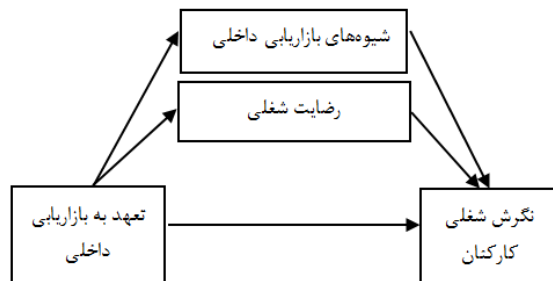 شیوه‌های بازاریابی داخلی
رضایت شغلی
تعهد به بازاریابی
داخلی
نگرش شغلی
کارکنان